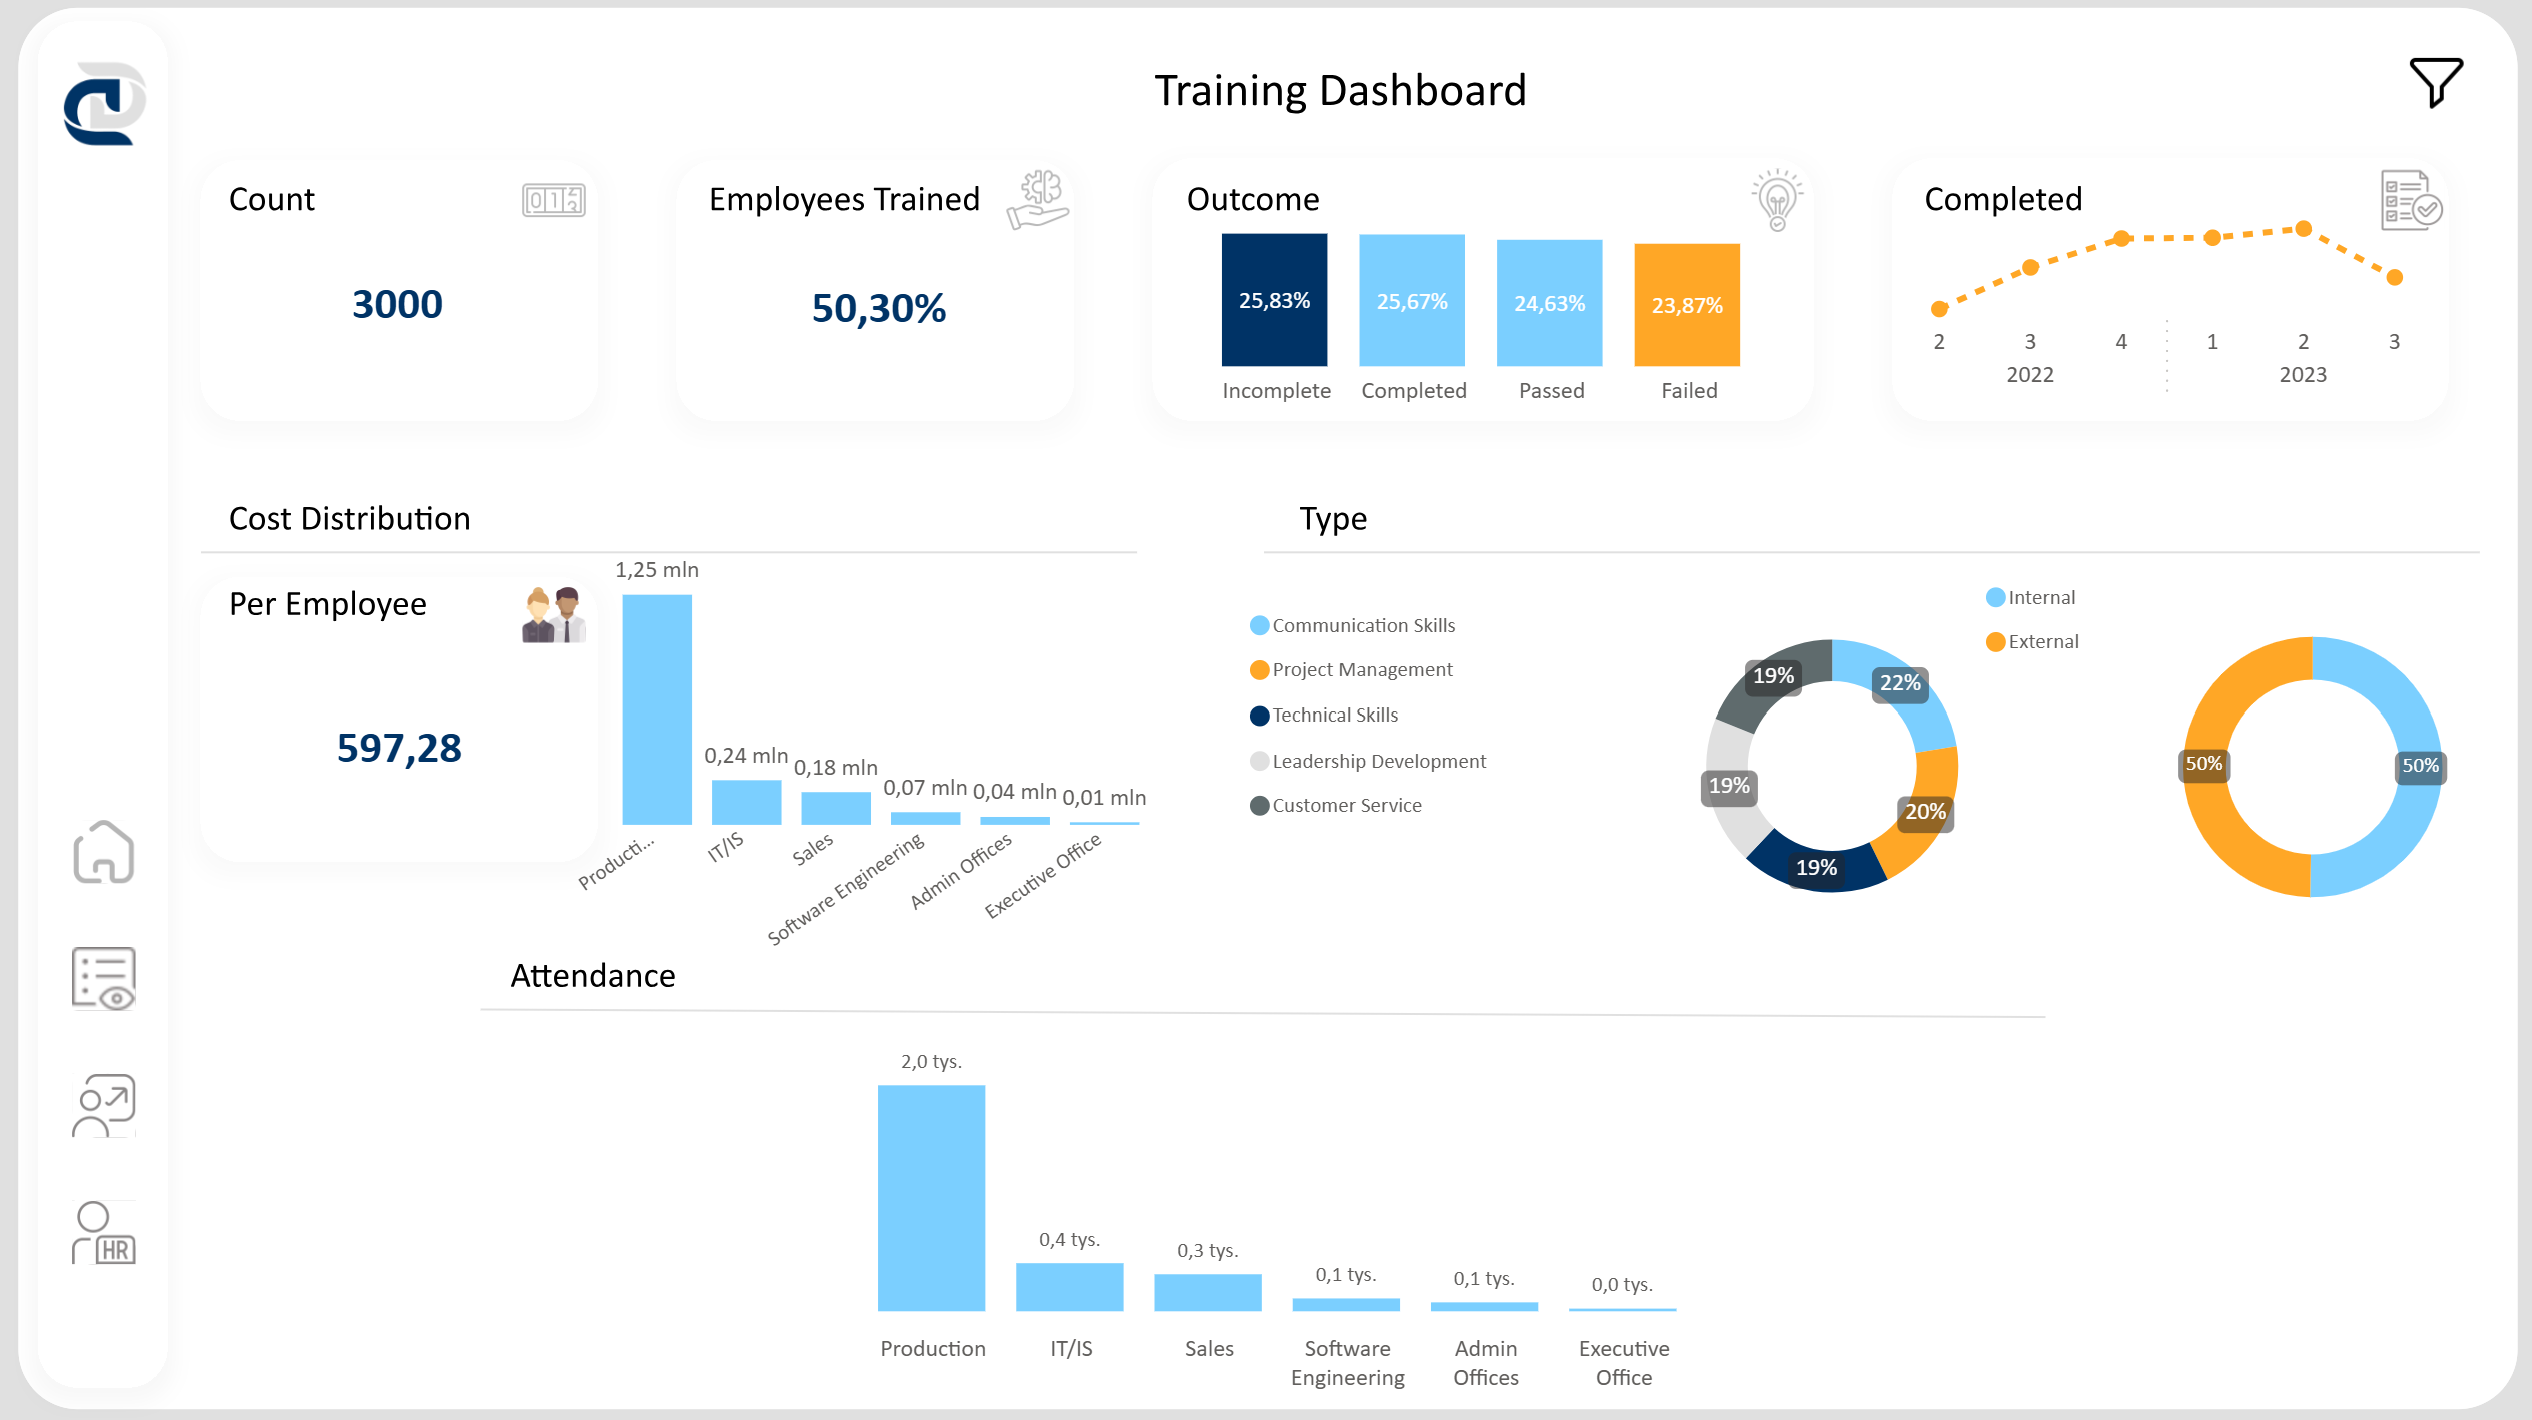 Training Dashboard
Count
3000
Employees Trained
50,30%
Outcome
25,83%
25,67%
24,63%
23,87%
Incomplete
Completed
Passed
Failed
Completed
2
3
4
1
2
3
2022
2023
Cost Distribution
Per Employee
597,28
1,25 mln
0,24 mln
0,18 mln
0,07 mln
0,04 mln
0,01 mln
Producti...
IT/IS
Sales
Software Engineering
Admin Offices
Executive Office
Type
Communication Skills
Project Management
Technical Skills
Leadership Development
Customer Service
19%
22%
19%
20%
19%
Internal
External
50%
50%
Attendance
2,0 tys.
0,4 tys.
0,3 tys.
0,1 tys.
0,1 tys.
0,0 tys.
Production
IT/IS
Sales
Software
Engineering
Admin
Offices
Executive
Office
HR